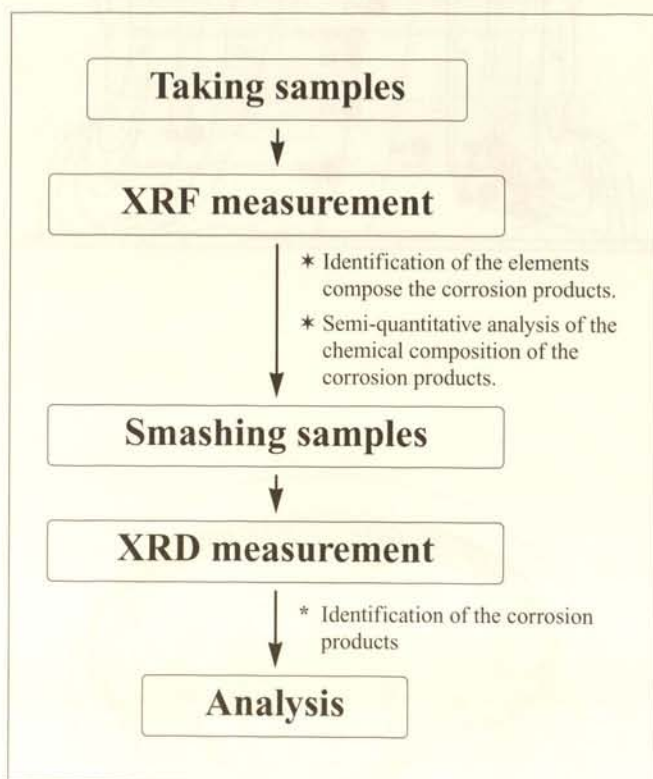 Taking samples
XRF measurement
✶ Identification of the elements
compose the corrosion products.
✶ Semi-quantitative analysis of the
chemical composition of the
corrosion products.
Smashing samples
XRD measurement
* Identification of the corrosion
products
Analysis